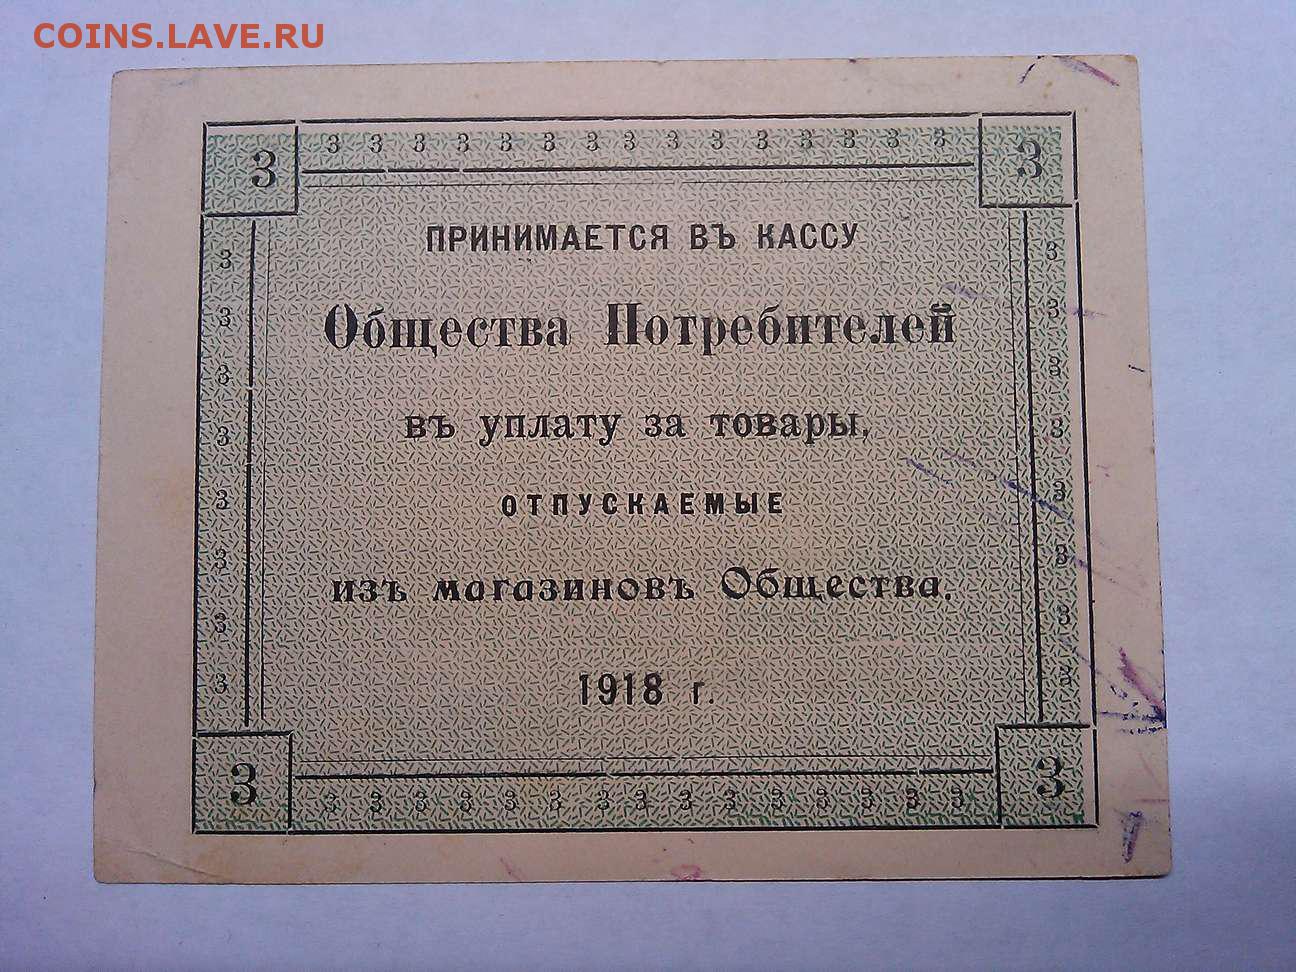 COINS.LAVE.RU
3 3 3 3 3 3 3 3 3 3 3 3 3 3 3 3 3
ПРИНИМАЕТСЯ ВЪ КАССУ
Общества Потребителей
въ уплату за товары,
ОТПУСКАЕМЫЕ
изъ магазиновъ Общества.
1918 г.
3 3 3 3 3 3 3 3 3 3 3 3 3 3 3 3 3